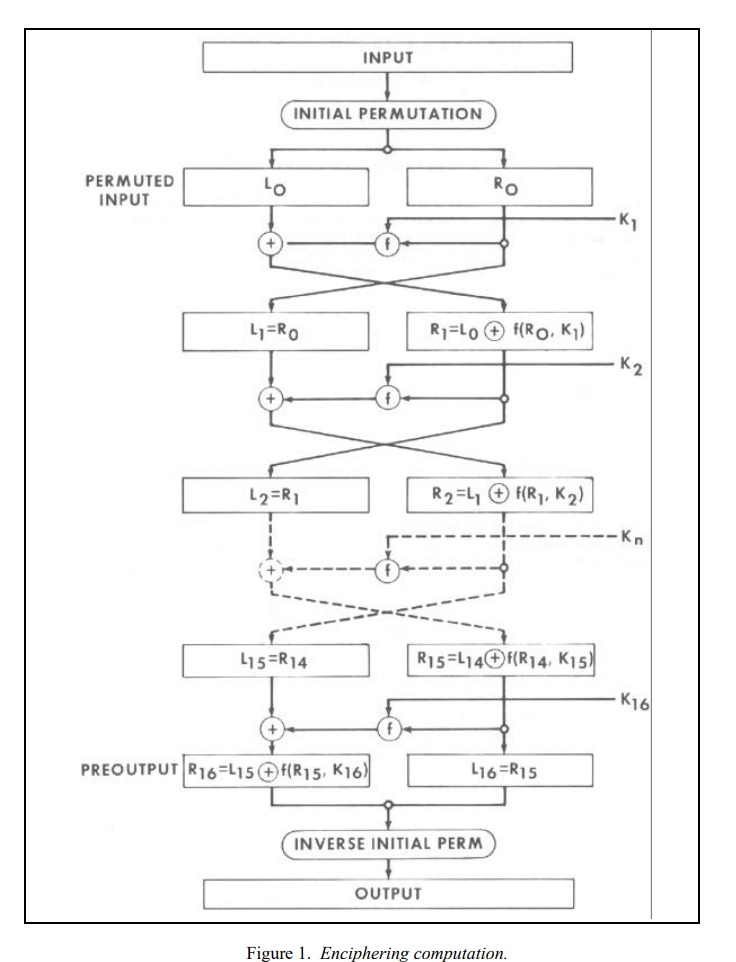 INPUT
INITIAL PERMUTATION
PERMUTED INPUT
L₀
R₀
K₁
+
f
L₁=R₀
R₁=L₀ ⊕ f(R₀, K₁)
K₂
+
f
L₂=R₁
R₂=L₁ ⊕ f(R₁, K₂)
Kₙ
+
f
L₁₅=R₁₄
R₁₅=L₁₄⊕f(R₁₄, K₁₅)
K₁₆
+
f
PREOUTPUT
R₁₆=L₁₅⊕f(R₁₅, K₁₆)
L₁₆=R₁₅
INVERSE INITIAL PERM
OUTPUT
Figure 1. Enciphering computation.